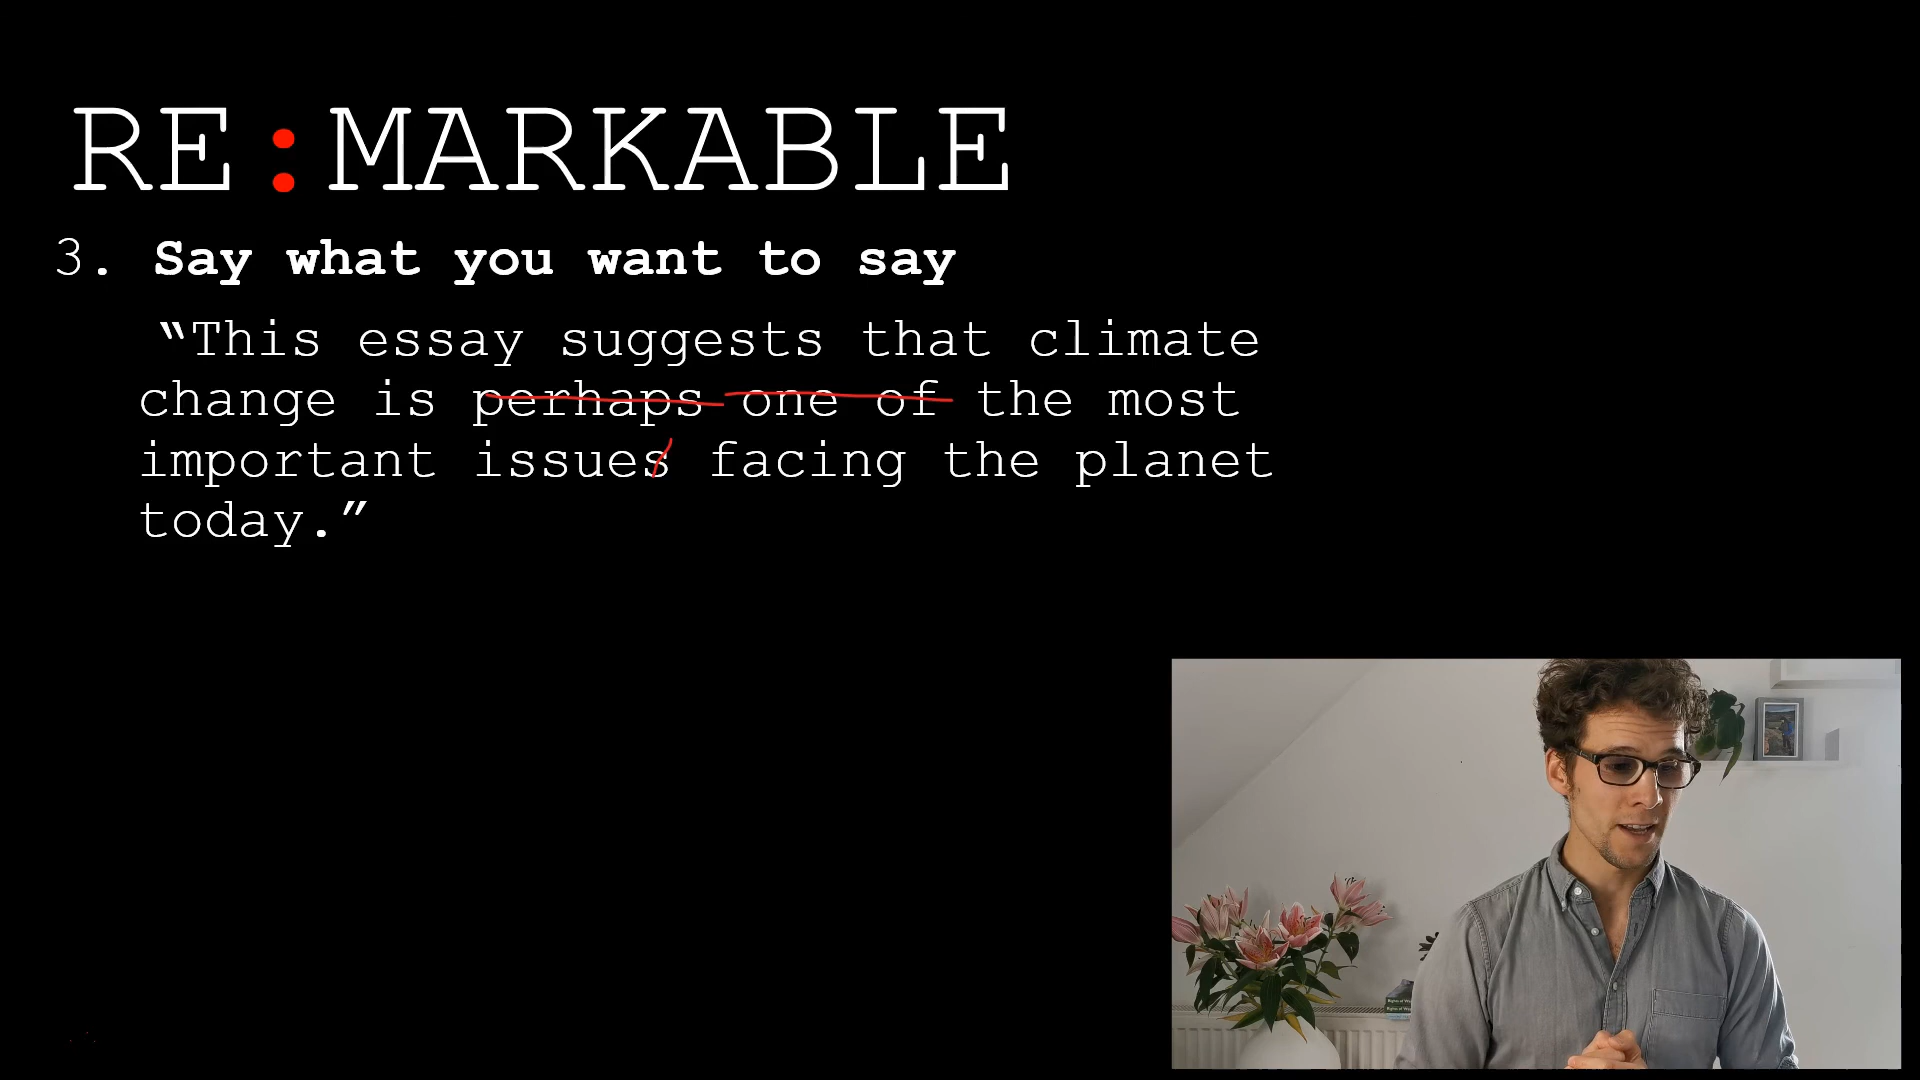 RE:MARKABLE
3. Say what you want to say
“This essay suggests that climate
change is perhaps one of the most
important issues facing the planet
today.”